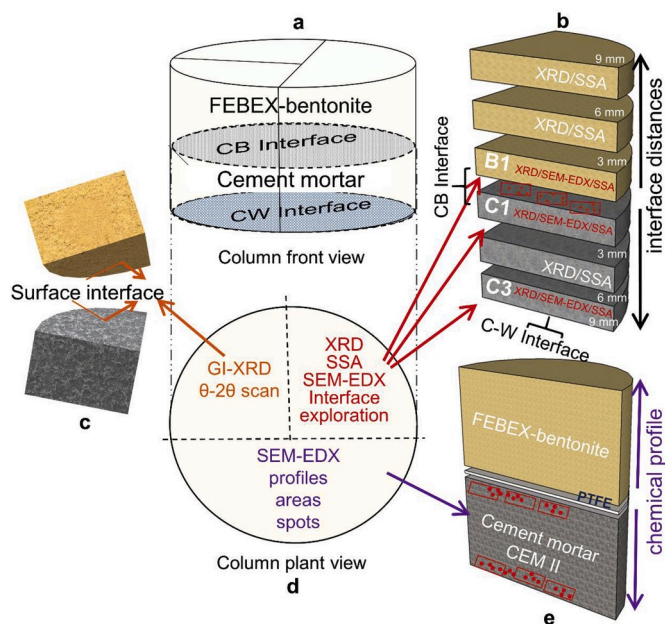 a
FEBEX-bentonite
CB Interface
Cement mortar
CW Interface
Column front view
b
9 mm
XRD/SSA
6 mm
XRD/SSA
3 mm
B1 XRD/SEM-EDX/SSA
CB Interface
C1 XRD/SEM-EDX/SSA
3 mm
XRD/SSA
6 mm
C3 XRD/SEM-EDX/SSA
9 mm
C-W Interface
interface distances
Surface interface
c
GI-XRD
θ-2θ scan
XRD
SSA
SEM-EDX
Interface
exploration
SEM-EDX
profiles
areas
spots
Column plant view
d
FEBEX-bentonite
PTFE
Cement mortar
CEM II
chemical profile
e